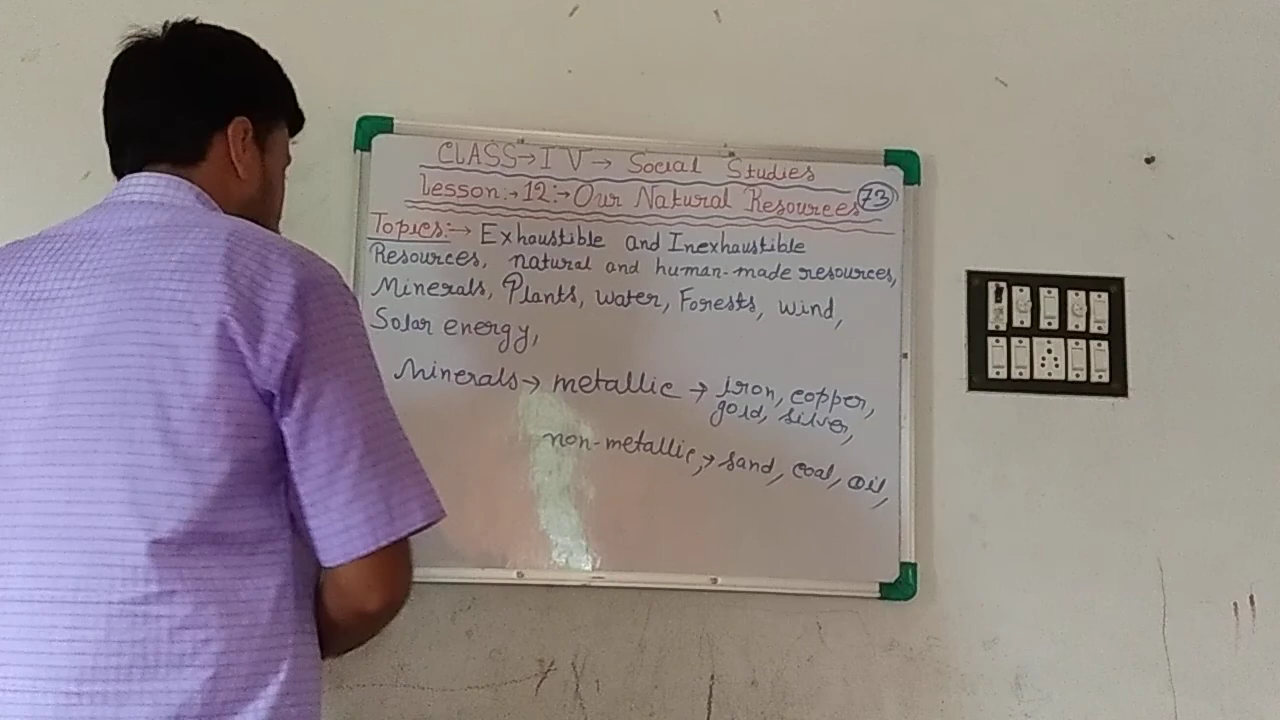 CLASS→IV→ Social Studies
Lesson:→12:→Our Natural Resources 73
Topics:→ Exhaustible and Inexhaustible
Resources, natural and human-made resources,
Minerals, Plants, water, Forests, wind,
Solar energy,
Minerals→ metallic → iron, copper,
gold, silver,
non-metallic,→ sand, coal, oil,